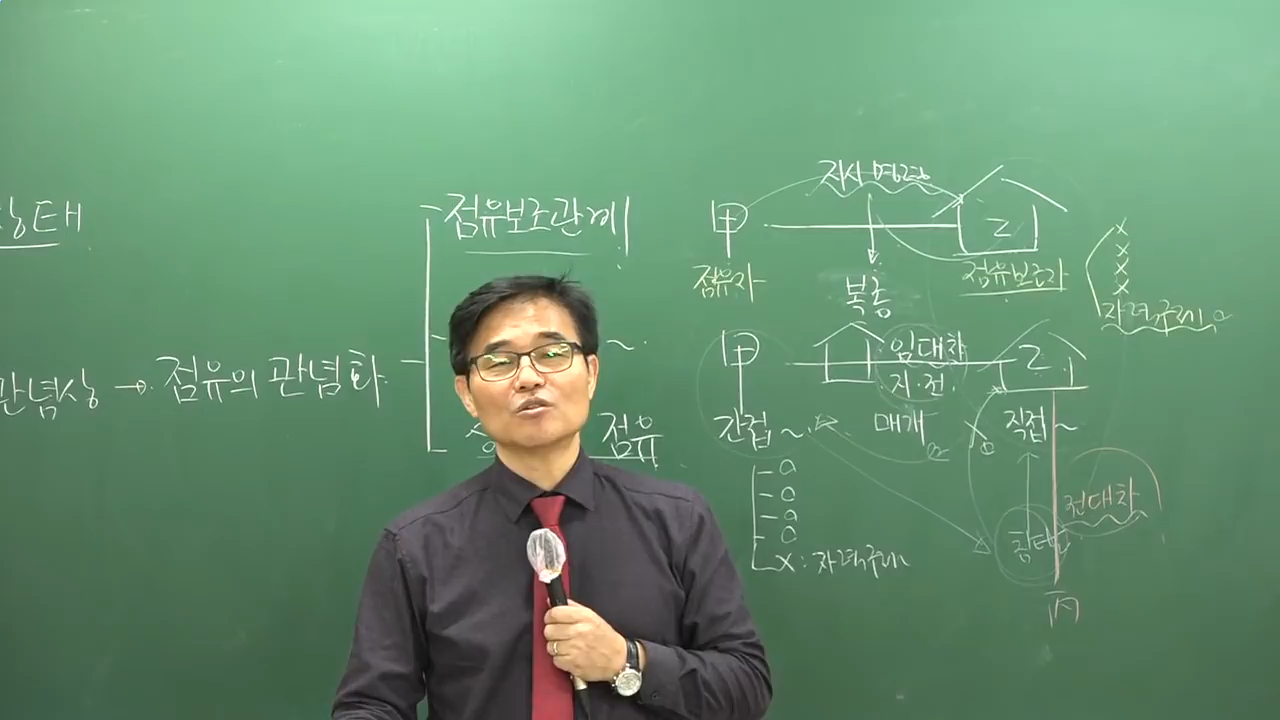 상태
관념상 → 점유의 관념화
점유보조관계
~
점유
지시 명령
甲
乙
점유자
복종
점유보조자
x
x
x
x
자력구제 o
甲
임대차
지·전
乙
간접 ~
매개
직접 ~
o
o
o
o
x : 자력구제
침탈
전대차
丙